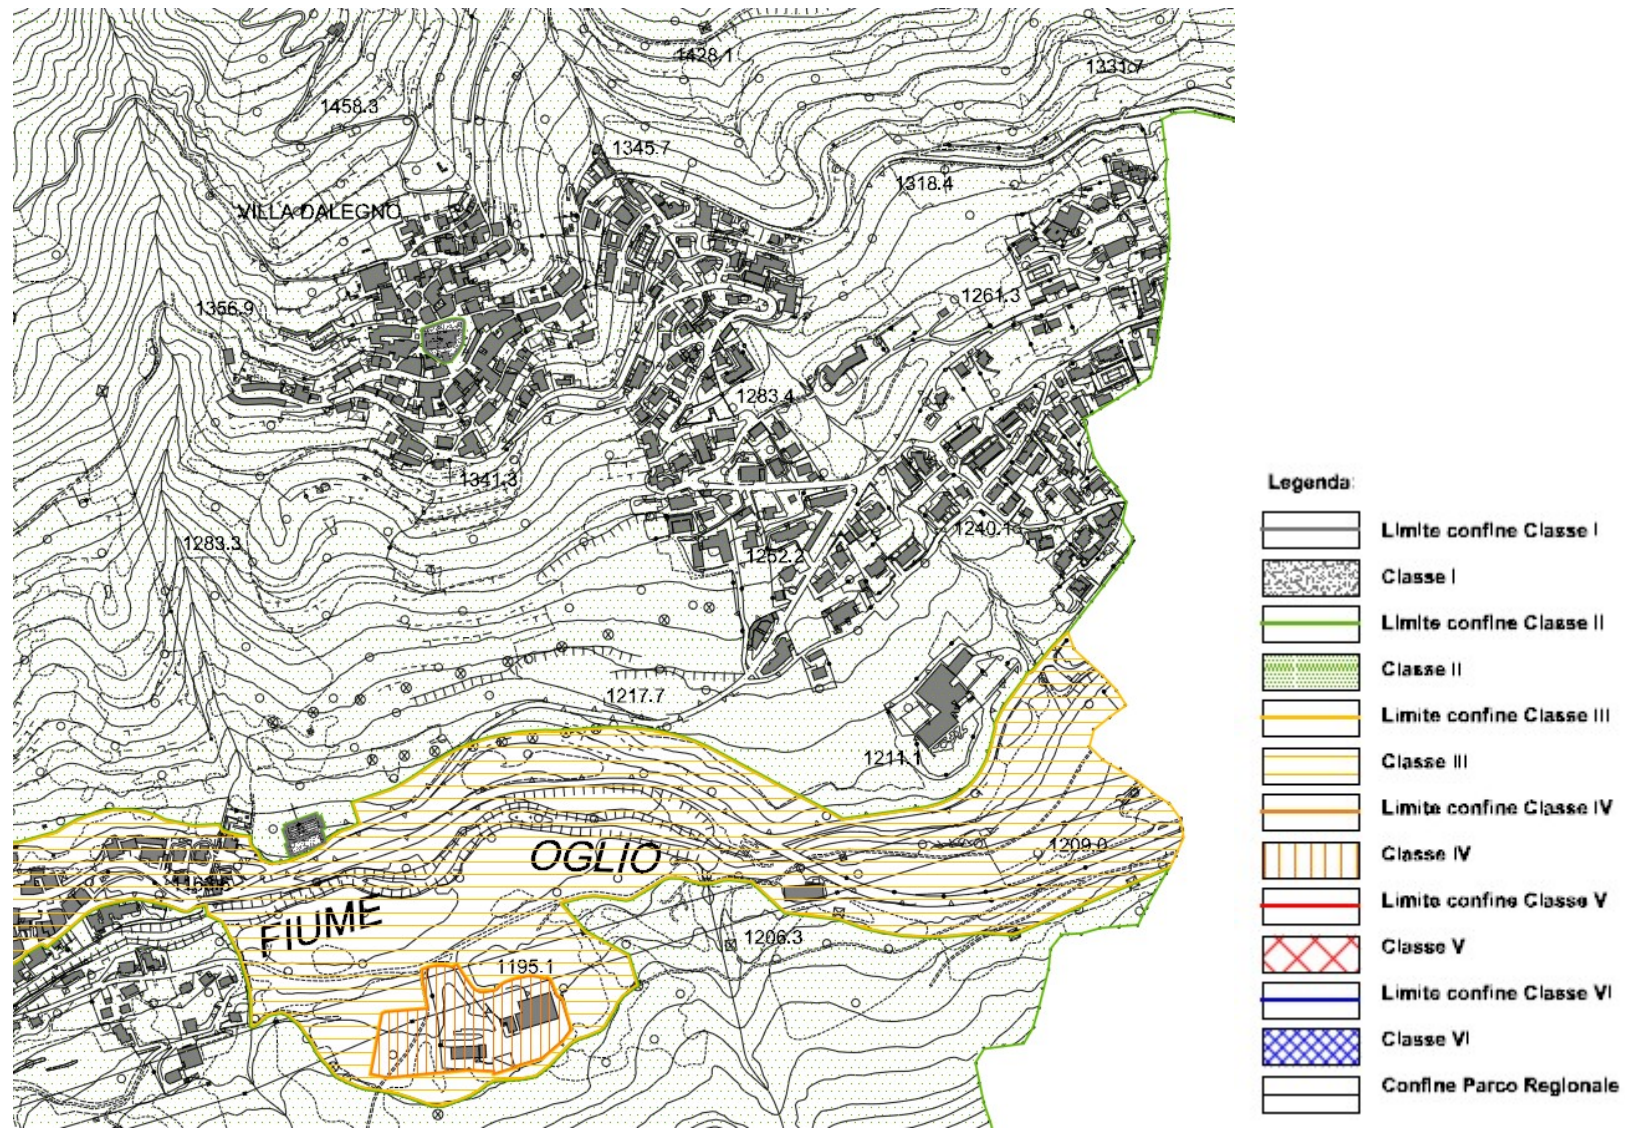 1428.1
1331.7
1458.3
1345.7
1318.4
VILLA DALEGNO
1261.3
1356.9
1283.4
1341.3
1240.1
1283.3
1252.2
1217.7
1211.1
1209.0
OGLIO
FIUME
1206.3
1195.1
Legenda:
Limite confine Classe I
Classe I
Limite confine Classe II
Classe II
Limite confine Classe III
Classe III
Limite confine Classe IV
Classe IV
Limite confine Classe V
Classe V
Limite confine Classe VI
Classe VI
Confine Parco Regionale